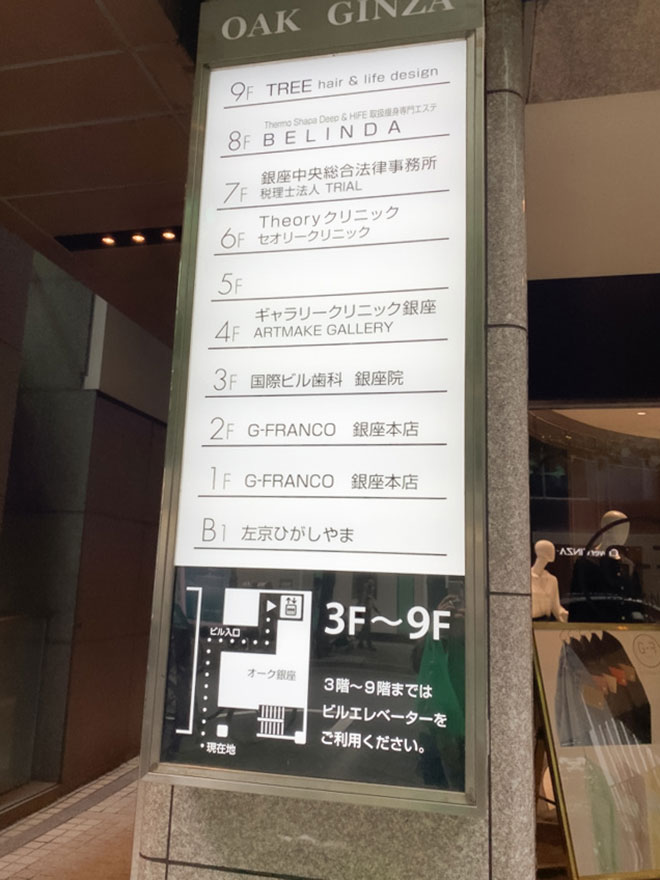 OAK GINZA
9F TREE hair & life design
Thermo Shape Deep & HIFE 取扱痩身専門エステ
8F BELINDA
銀座中央総合法律事務所
7F 税理士法人 TRIAL
Theoryクリニック
6F セオリークリニック
5F
ギャラリークリニック銀座
4F ARTMAKE GALLERY
3F 国際ビル歯科 銀座院
2F G-FRANCO 銀座本店
1F G-FRANCO 銀座本店
B1 左京ひがしやま
ビル入口
オーク銀座
現在地
3F〜9F
3階〜9階までは
ビルエレベーターを
ご利用ください。